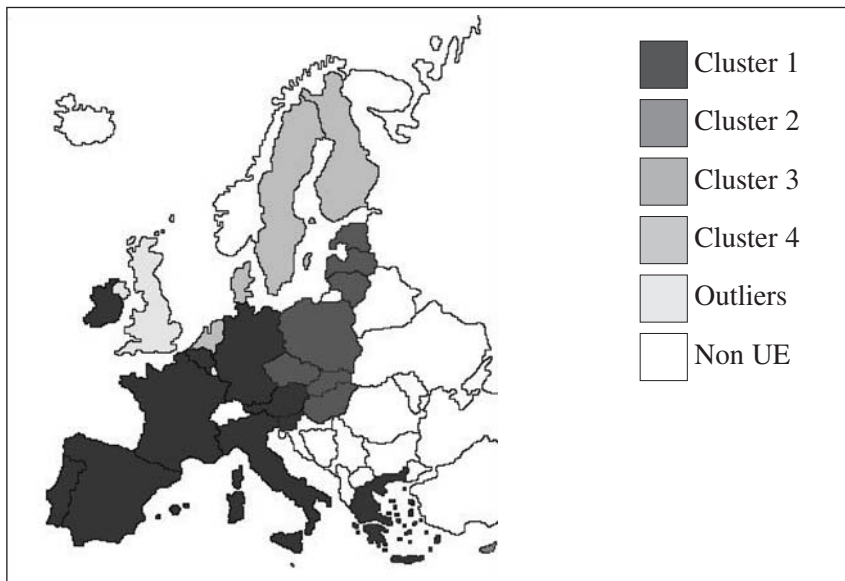 Cluster 1
Cluster 2
Cluster 3
Cluster 4
Outliers
Non UE